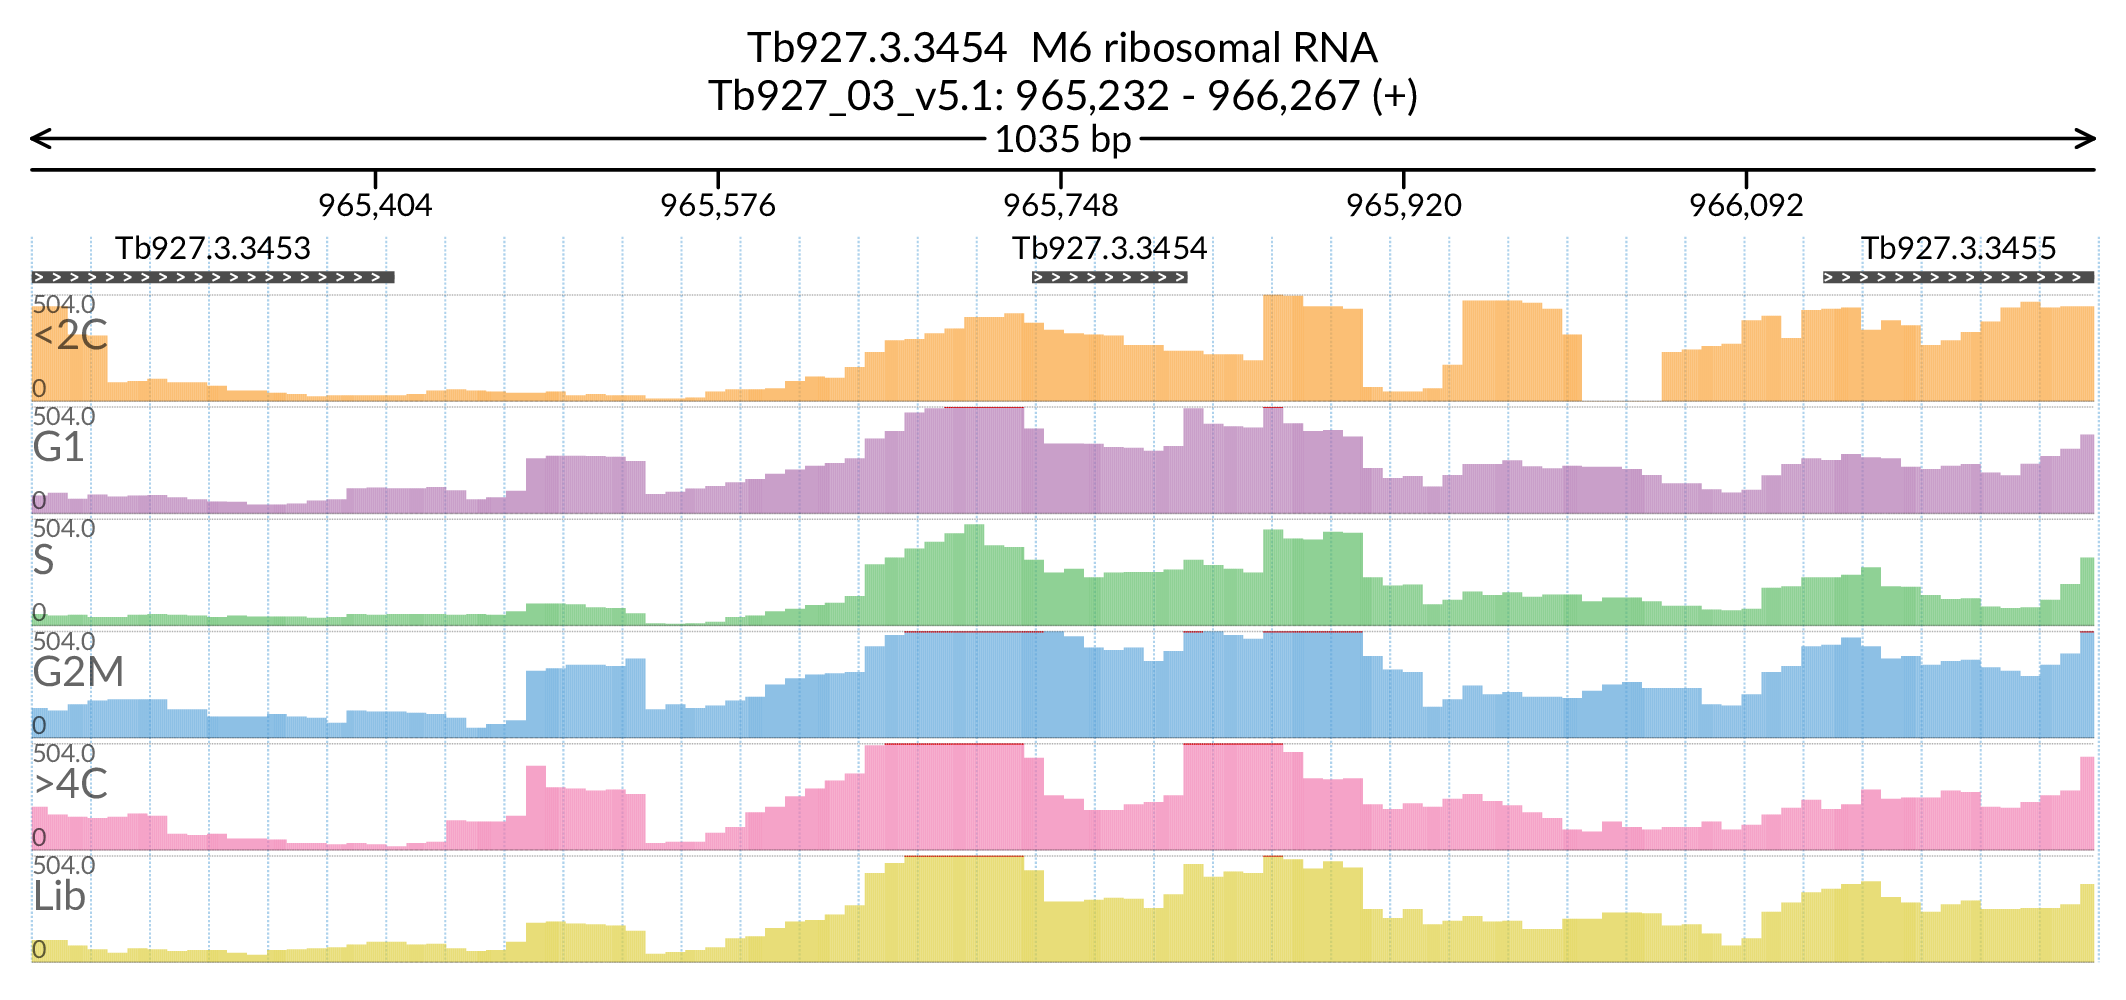 Tb927.3.3454  M6 ribosomal RNA
Tb927_03_v5.1: 965,232 - 966,267 (+)
1035 bp
965,404 965,576 965,748 965,920 966,092
Tb927.3.3453 Tb927.3.3454 Tb927.3.3455
504.0
<2C
0
504.0
G1
0
504.0
S
0
504.0
G2M
0
504.0
>4C
0
504.0
Lib
0